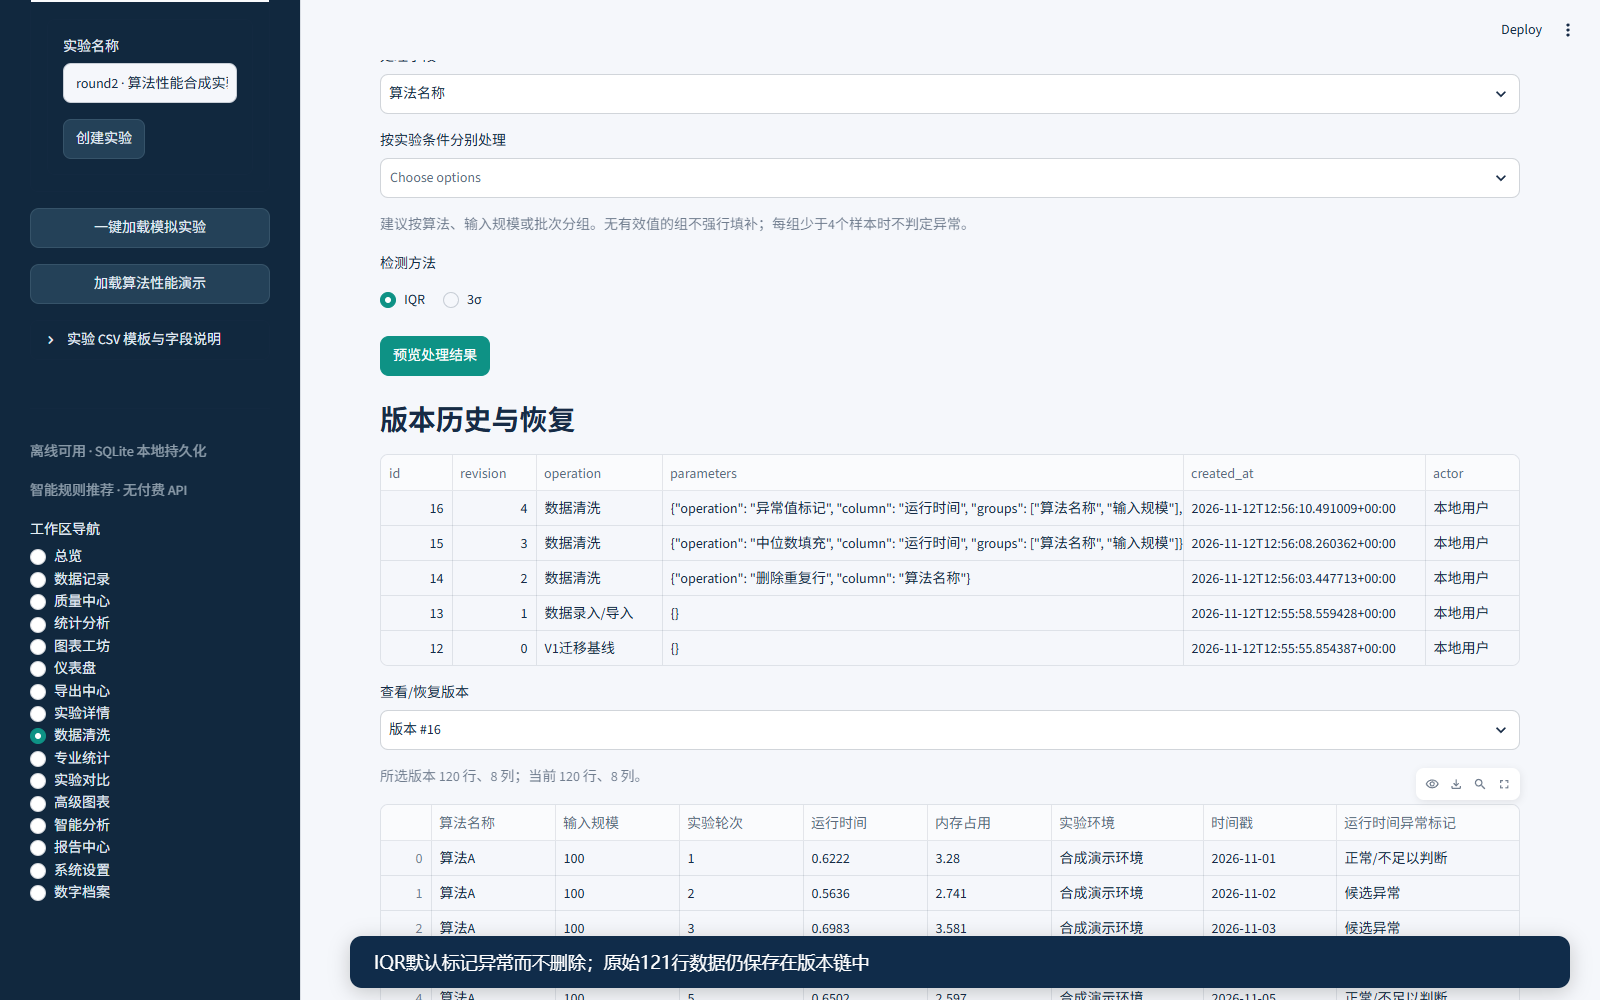 实验名称
round2 · 算法性能合成实
创建实验
一键加载模拟实验
加载算法性能演示
实验 CSV 模板与字段说明
离线可用 · SQLite 本地持久化
智能规则推荐 · 无付费 API
工作区导航
总览
数据记录
质量中心
统计分析
图表工坊
仪表盘
导出中心
实验详情
数据清洗
专业统计
实验对比
高级图表
智能分析
报告中心
系统设置
数字档案
Deploy
算法名称
按实验条件分别处理
Choose options
建议按算法、输入规模或批次分组。无有效值的组不强行填补；每组少于4个样本时不判定异常。
检测方法
IQR 3σ
预览处理结果
版本历史与恢复
id revision operation parameters created_at actor
16 4 数据清洗 {"operation": "异常值标记", "column": "运行时间", "groups": ["算法名称", "输入规模"], 2026-11-12T12:56:10.491009+00:00 本地用户
15 3 数据清洗 {"operation": "中位数填充", "column": "运行时间", "groups": ["算法名称", "输入规模"]} 2026-11-12T12:56:08.260362+00:00 本地用户
14 2 数据清洗 {"operation": "删除重复行", "column": "算法名称"} 2026-11-12T12:56:03.447713+00:00 本地用户
13 1 数据录入/导入 {} 2026-11-12T12:55:58.559428+00:00 本地用户
12 0 V1迁移基线 {} 2026-11-12T12:55:55.854387+00:00 本地用户
查看/恢复版本
版本 #16
所选版本 120 行、8 列；当前 120 行、8 列。
算法名称 输入规模 实验轮次 运行时间 内存占用 实验环境 时间戳 运行时间异常标记
0 算法A 100 1 0.6222 3.28 合成演示环境 2026-11-01 正常/不足以判断
1 算法A 100 2 0.5636 2.741 合成演示环境 2026-11-02 候选异常
2 算法A 100 3 0.6983 3.581 合成演示环境 2026-11-03 候选异常
IQR默认标记异常而不删除；原始121行数据仍保存在版本链中
4 算法A 100 5 0.6502 2.597 合成演示环境 2026-11-05 正常/不足以判断